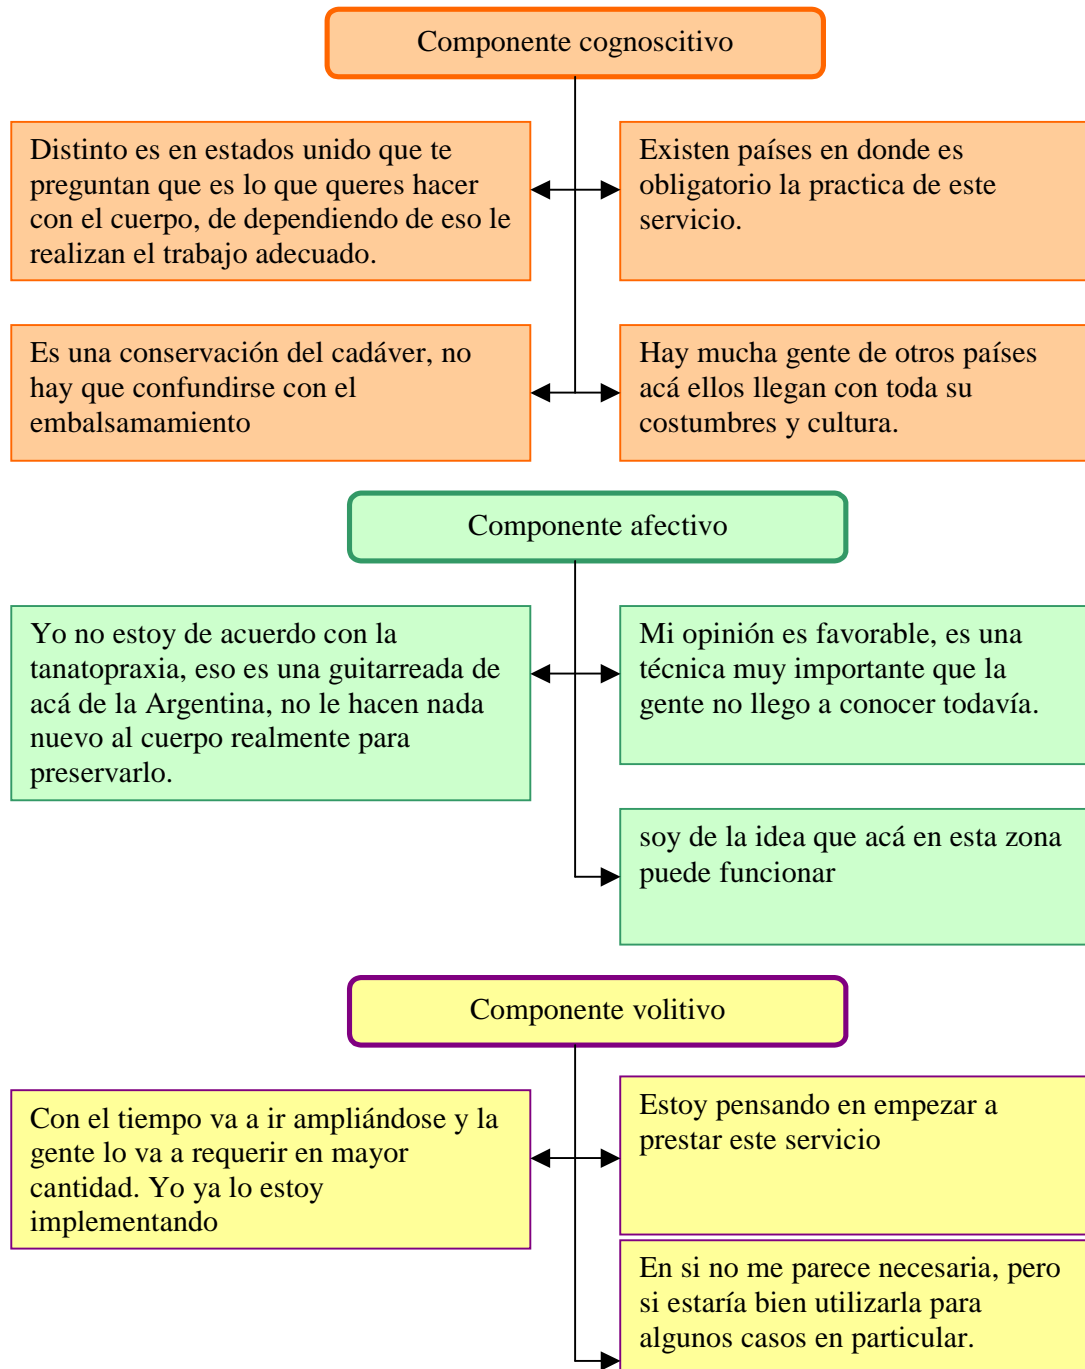 Componente cognoscitivo
Distinto es en estados unido que te
preguntan que es lo que queres hacer
con el cuerpo, de dependiendo de eso le
realizan el trabajo adecuado.
Existen países en donde es
obligatorio la practica de este
servicio.
Es una conservación del cadáver, no
hay que confundirse con el
embalsamamiento
Hay mucha gente de otros países
acá ellos llegan con toda su
costumbres y cultura.
Componente afectivo
Yo no estoy de acuerdo con la
tanatopraxia, eso es una guitarreada de
acá de la Argentina, no le hacen nada
nuevo al cuerpo realmente para
preservarlo.
Mi opinión es favorable, es una
técnica muy importante que la
gente no llego a conocer todavía.
soy de la idea que acá en esta zona
puede funcionar
Componente volitivo
Con el tiempo va a ir ampliándose y la
gente lo va a requerir en mayor
cantidad. Yo ya lo estoy
implementando
Estoy pensando en empezar a
prestar este servicio
En si no me parece necesaria, pero
si estaría bien utilizarla para
algunos casos en particular.